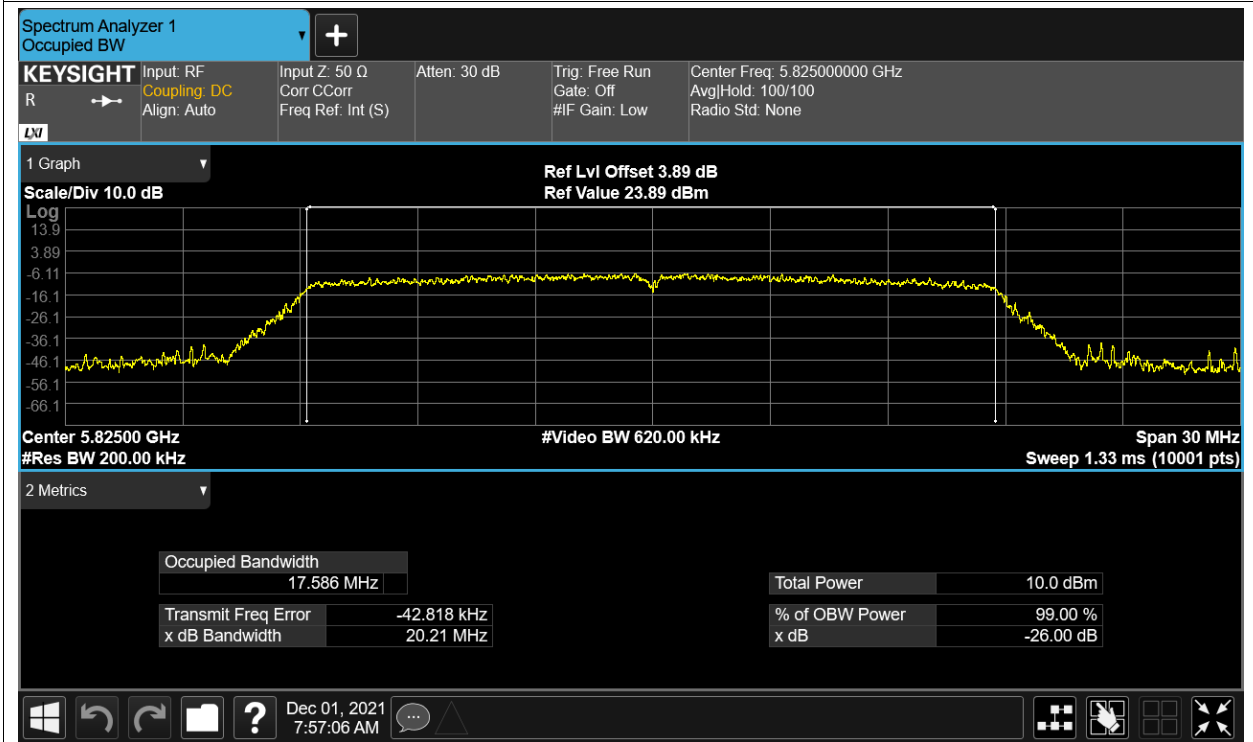 Spectrum Analyzer 1
Occupied BW
KEYSIGHT
R
LXI
Input: RF
Coupling: DC
Align: Auto
Input Z: 50 Ω
Corr CCorr
Freq Ref: Int (S)
Atten: 30 dB
Trig: Free Run
Gate: Off
#IF Gain: Low
Center Freq: 5.825000000 GHz
Avg|Hold: 100/100
Radio Std: None
1 Graph
Scale/Div 10.0 dB
Ref Lvl Offset 3.89 dB
Ref Value 23.89 dBm
Log
13.9
3.89
-6.11
-16.1
-26.1
-36.1
-46.1
-56.1
-66.1
Center 5.82500 GHz
#Video BW 620.00 kHz
Span 30 MHz
#Res BW 200.00 kHz
Sweep 1.33 ms (10001 pts)
2 Metrics
Occupied Bandwidth
17.586 MHz
Transmit Freq Error -42.818 kHz
x dB Bandwidth 20.21 MHz
Total Power 10.0 dBm
% of OBW Power 99.00 %
x dB -26.00 dB
?
Dec 01, 2021
7:57:06 AM